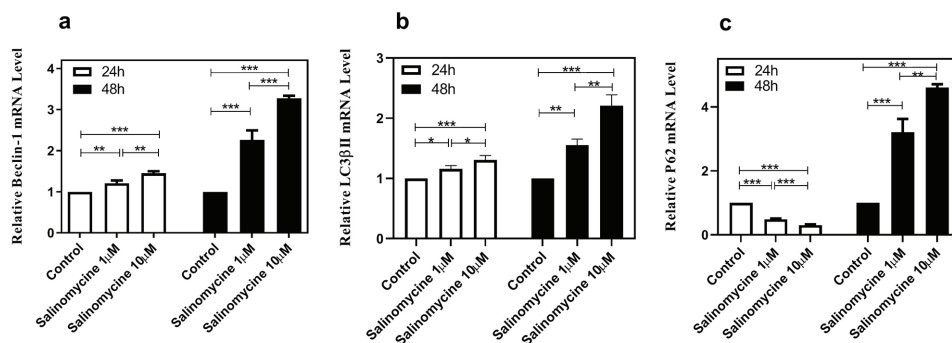 a
Relative Beclin-1 mRNA Level
4
3
2
1
0
24h
48h
***
**
**
***
***
***
Control
Salinomycine 1μM
Salinomycine 10μM
Control
Salinomycine 1μM
Salinomycine 10μM
b
Relative LC3βII mRNA Level
3
2
1
0
24h
48h
***
*
*
***
**
**
Control
Salinomycine 1μM
Salinomycine 10μM
Control
Salinomycine 1μM
Salinomycine 10μM
c
Relative P62 mRNA Level
4
2
0
24h
48h
***
***
***
***
**
***
Control
Salinomycine 1μM
Salinomycine 10μM
Control
Salinomycine 1μM
Salinomycine 10μM